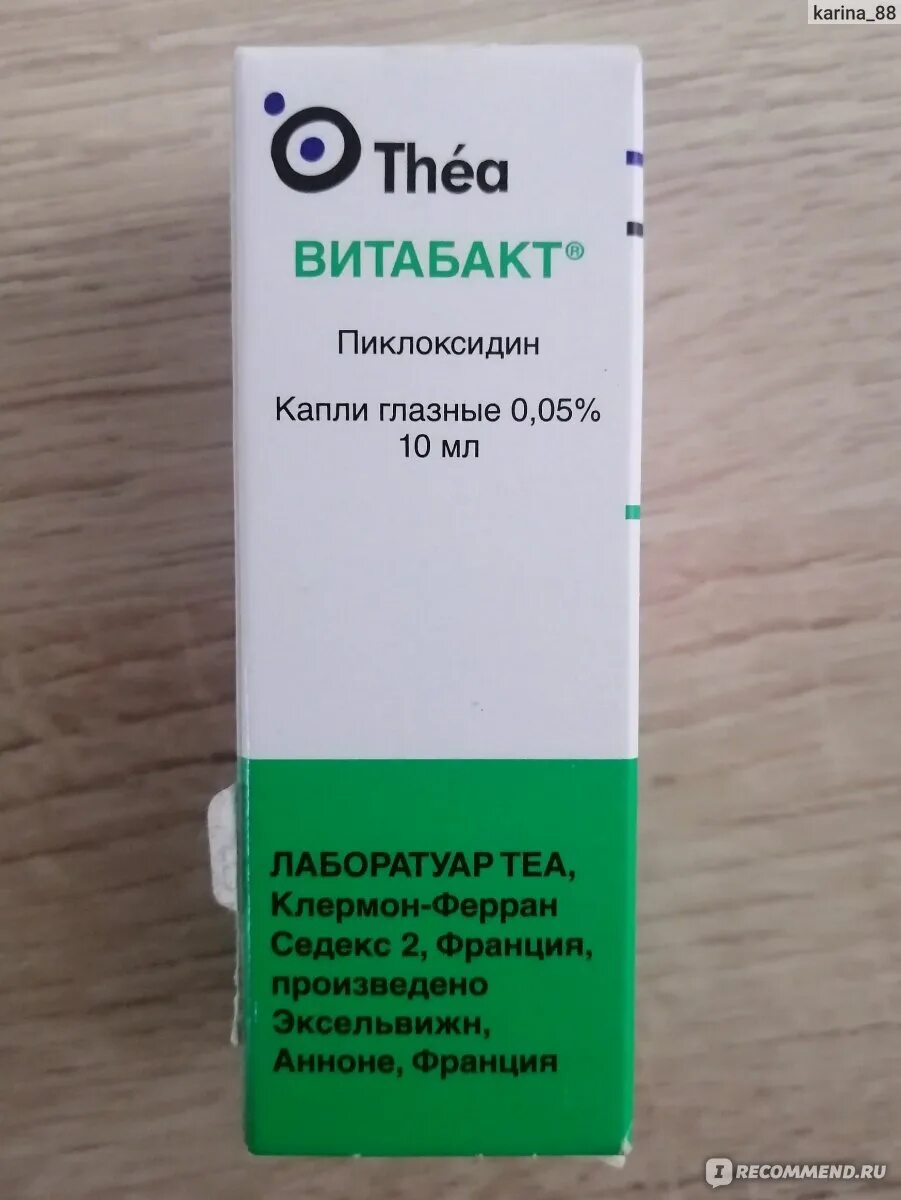 karina_88
Théa
ВИТАБАКТ®
Пиклоксидин
Капли глазные 0,05%
10 мл
ЛАБОРАТУАР ТЕА,
Клермон-Ферран
Седекс 2, Франция,
произведено
Эксельвижн,
Анноне, Франция
IRECOMMEND.RU